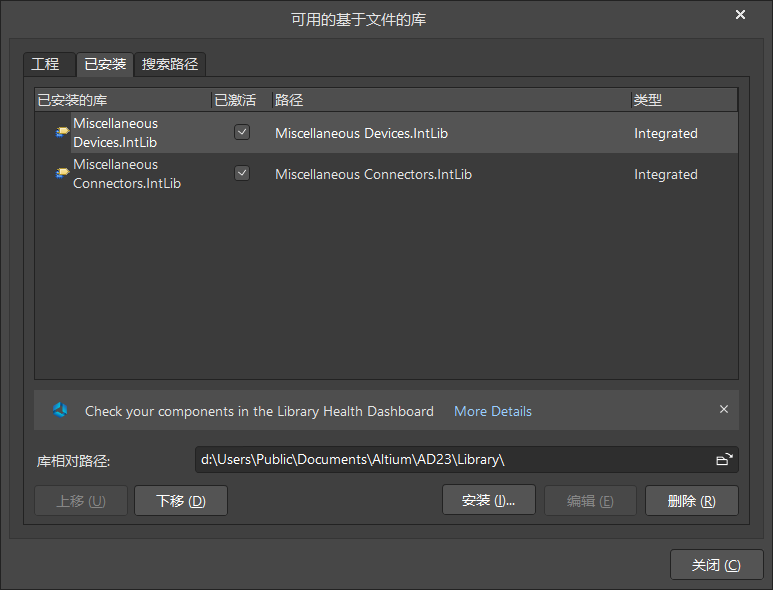 可用的基于文件的库
工程 已安装 搜索路径
已安装的库 已激活 路径 类型
Miscellaneous
Devices.IntLib
Miscellaneous Devices.IntLib Integrated
Miscellaneous
Connectors.IntLib
Miscellaneous Connectors.IntLib Integrated
Check your components in the Library Health Dashboard More Details
库相对路径: d:\Users\Public\Documents\Altium\AD23\Library\
上移 (U) 下移 (D) 安装 (I)... 编辑 (E) 删除 (R)
关闭 (C)